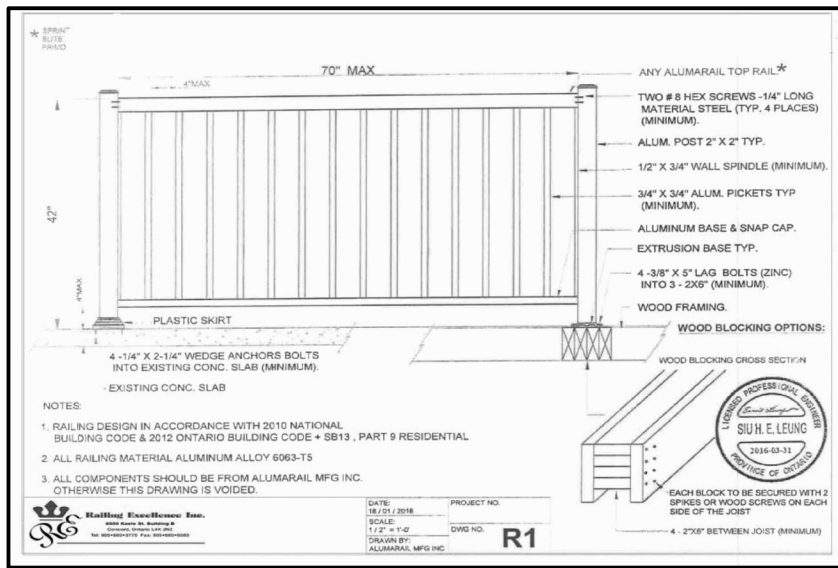 * SPRINT
ELITE
PRIMO
70" MAX
4"MAX
42"
4"MAX
ANY ALUMARAIL TOP RAIL.*
TWO # 8 HEX SCREWS -1/4" LONG
MATERIAL STEEL (TYP. 4 PLACES)
(MINIMUM).
ALUM. POST 2" X 2" TYP.
1/2" X 3/4" WALL SPINDLE (MINIMUM).
3/4" X 3/4" ALUM. PICKETS TYP
(MINIMUM).
ALUMINUM BASE & SNAP CAP.
EXTRUSION BASE TYP.
4 -3/8" X 5" LAG BOLTS (ZINC)
INTO 3 - 2X6" (MINIMUM).
WOOD FRAMING.
PLASTIC SKIRT
4 -1/4" X 2-1/4" WEDGE ANCHORS BOLTS
INTO EXISTING CONC. SLAB (MINIMUM).
- EXISTING CONC. SLAB
WOOD BLOCKING OPTIONS:
WOOD BLOCKING CROSS SECTION
NOTES:
1. RAILING DESIGN IN ACCORDANCE WITH 2010 NATIONAL
BUILDING CODE & 2012 ONTARIO BUILDING CODE + SB13 , PART 9 RESIDENTIAL
2. ALL RAILING MATERIAL ALUMINUM ALLOY 6063-T5
3. ALL COMPONENTS SHOULD BE FROM ALUMARAIL MFG INC.
OTHERWISE THIS DRAWING IS VOIDED.
LICENSED PROFESSIONAL ENGINEER
SIU H. E. LEUNG
2016-03-31
PROVINCE OF ONTARIO
EACH BLOCK TO BE SECURED WITH 2
SPIKES OR WOOD SCREWS ON EACH
SIDE OF THE JOIST
4 - 2"X6" BETWEEN JOIST (MINIMUM)
RE
Railing Excellence Inc.
Keele St. Building B
Concord, Ontario
DATE:
18 / 01 / 2016
SCALE:
1 / 2" = 1'-0"
DRAWN BY:
ALUMARAIL MFG INC
PROJECT NO.
DWG NO.
R1